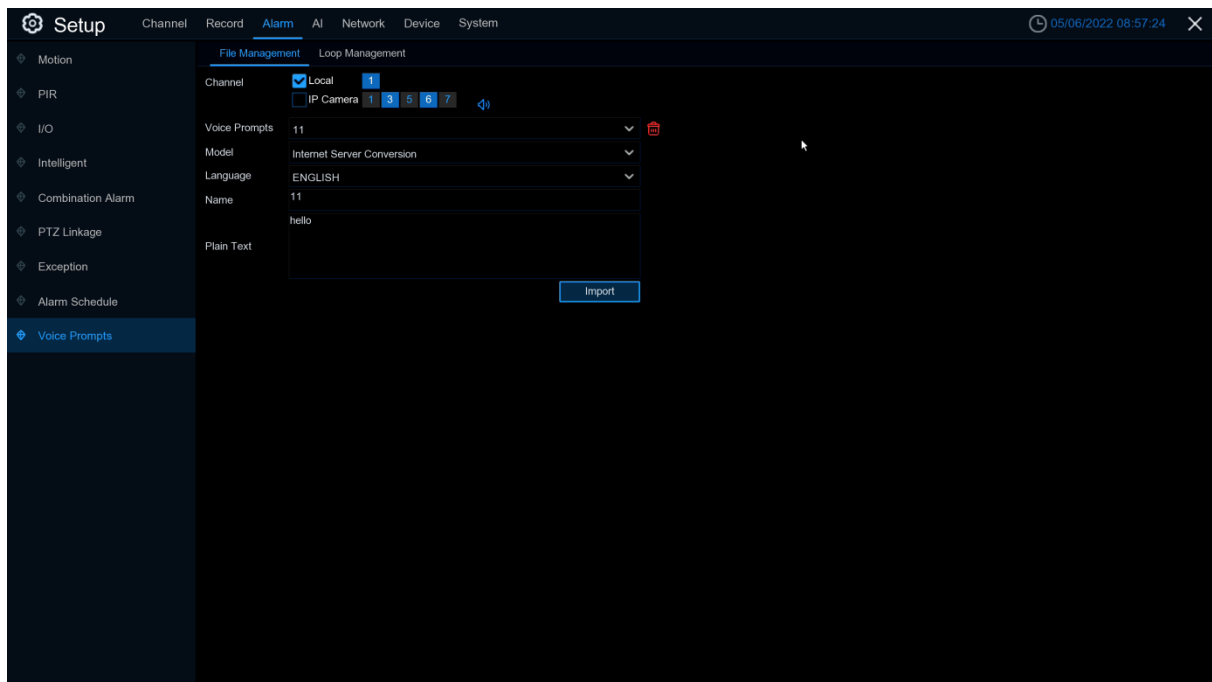 Setup Channel Record Alarm AI Network Device System 05/06/2022 08:57:24
File Management Loop Management
Motion
PIR
I/O
Intelligent
Combination Alarm
PTZ Linkage
Exception
Alarm Schedule
Voice Prompts
Channel Local 1
IP Camera 1 3 5 6 7
Voice Prompts 11
Model Internet Server Conversion
Language ENGLISH
Name 11
Plain Text hello
Import